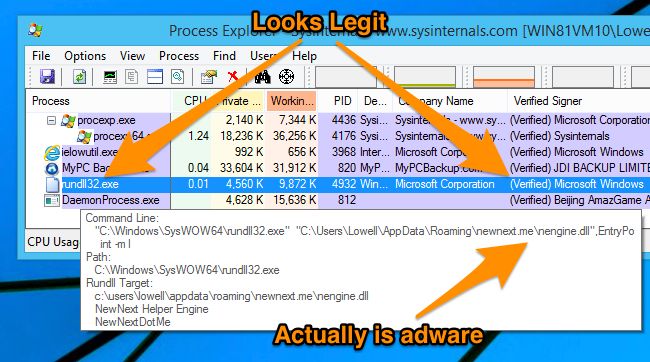 Looks Legit
Process Explorer - Sysinternals: www.sysinternals.com [WIN81VM10\Lowe
File Options View Process Find Users Help
Process CPU Private ... Workin... PID De... Company Name Verified Signer
procexp.exe 2,140 K 7,344 K 4436 Sysi... Sysinternals - www.sy... (Verified) Microsoft Corporation
procexp64.exe 1.24 18,236 K 36,256 K 4176 Sysi... Sysinternals - www.sy... (Verified) Sysinternals
ielowutil.exe 992 K 656 K 3968 Inter... Microsoft Corporation (Verified) Microsoft Windows
MyPC Back 0.04 33,604 K 31,912 K 820 MyP... MyPCBackup.com (Verified) JDI BACKUP LIMITE
rundll32.exe 0.01 4,560 K 9,872 K 4932 Win... Microsoft Corporation (Verified) Microsoft Windows
DaemonProcess.exe 4,628 K 15,636 K 812 (Verified) Beijing AmazGame A
CPU Usag
Command Line:
"C:\Windows\SysWOW64\rundll32.exe" "C:\Users\Lowell\AppData\Roaming\newnext.me\nengine.dll",EntryPo
int -m l
Path:
C:\Windows\SysWOW64\rundll32.exe
Rundll Target:
c:\users\lowell\appdata\roaming\newnext.me\nengine.dll
NewNext Helper Engine
NewNextDotMe
Actually is adware